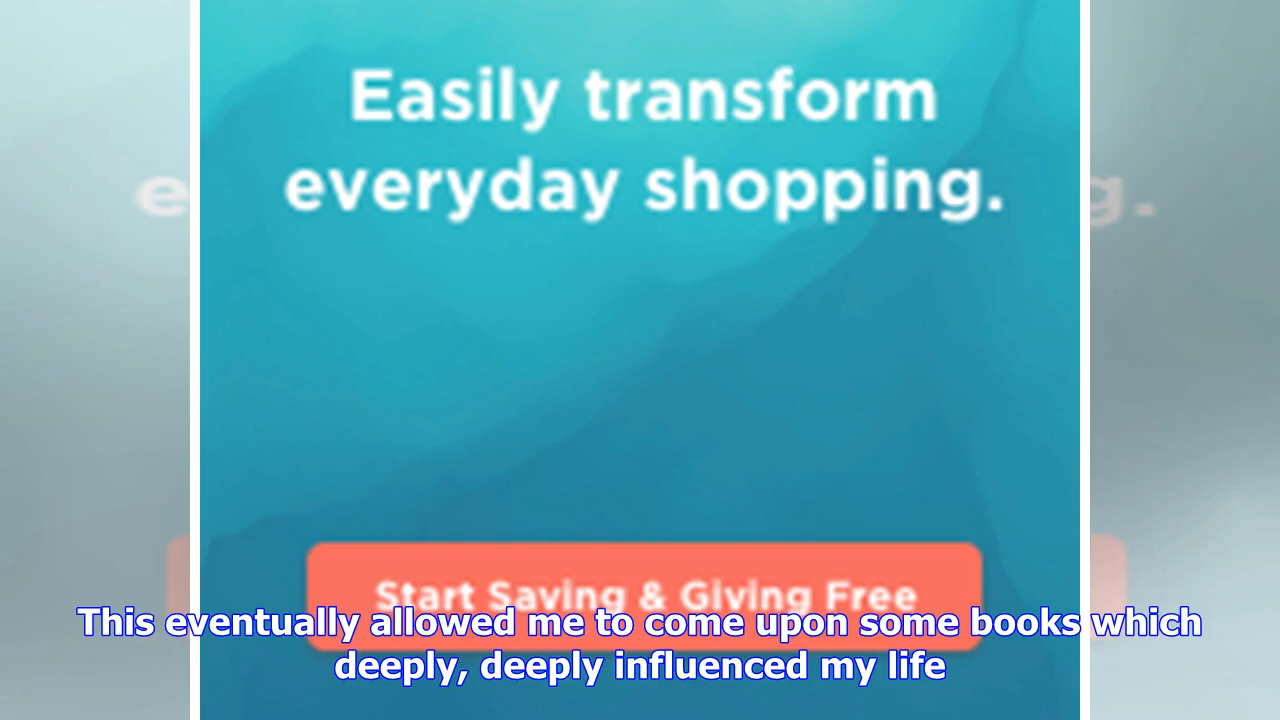 Easily transform
everyday shopping.
Start Saving & Giving Free
This eventually allowed me to come upon some books which
deeply, deeply influenced my life